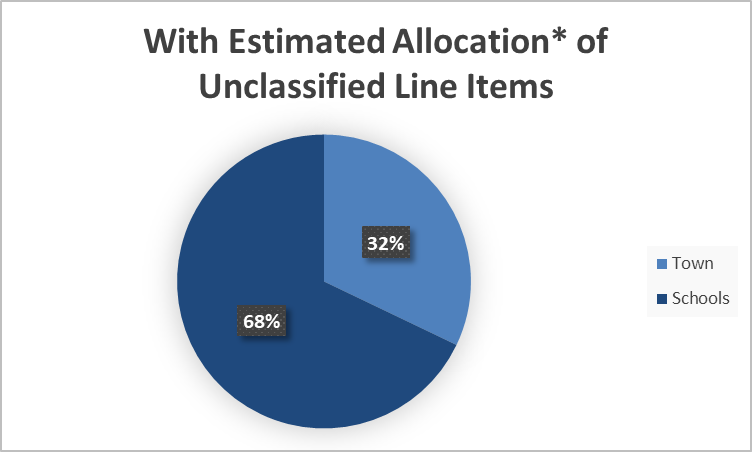 With Estimated Allocation* of
Unclassified Line Items
32%
68%
Town
Schools